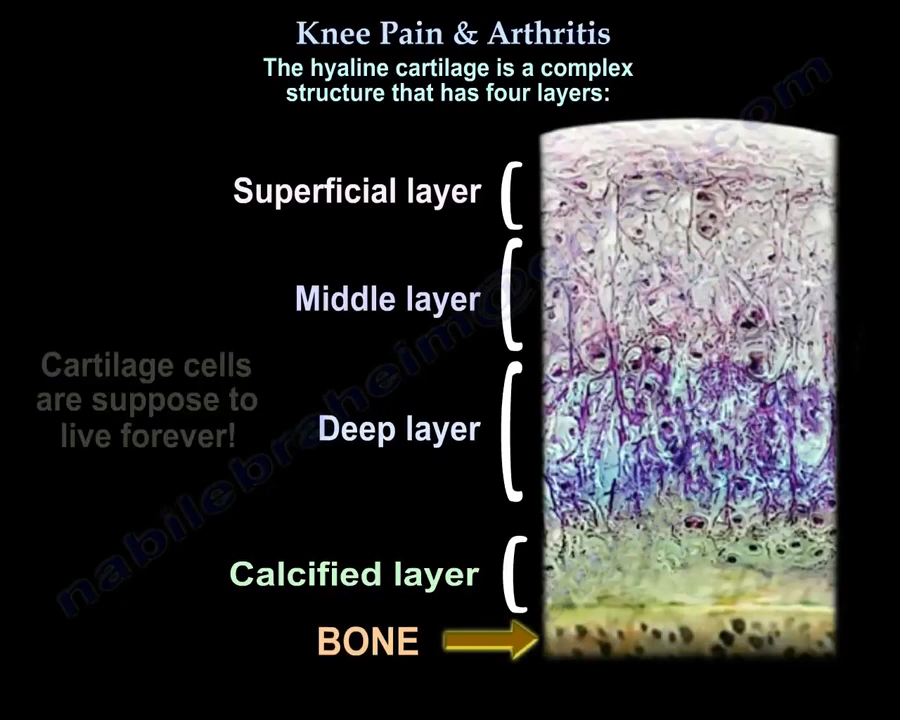 Knee Pain & Arthritis
The hyaline cartilage is a complex
structure that has four layers:
Superficial layer
Middle layer
Cartilage cells
are suppose to
live forever!
Deep layer
Calcified layer
BONE